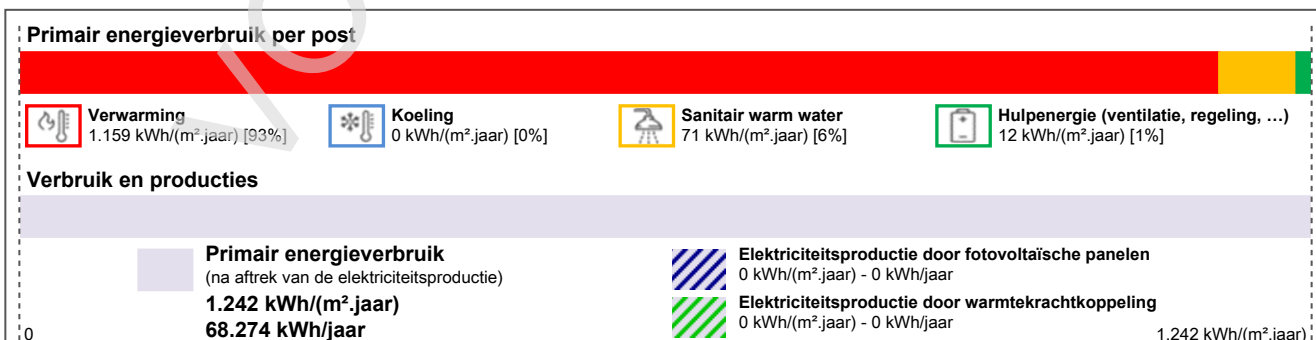 Primair energieverbruik per post
Verwarming
1.159 kWh/(m².jaar) [93%]
Koeling
0 kWh/(m².jaar) [0%]
Sanitair warm water
71 kWh/(m².jaar) [6%]
Hulpenergie (ventilatie, regeling, …)
12 kWh/(m².jaar) [1%]
Verbruik en producties
Primair energieverbruik
(na aftrek van de elektriciteitsproductie)
1.242 kWh/(m².jaar)
68.274 kWh/jaar
Elektriciteitsproductie door fotovoltaïsche panelen
0 kWh/(m².jaar) - 0 kWh/jaar
Elektriciteitsproductie door warmtekrachtkoppeling
0 kWh/(m².jaar) - 0 kWh/jaar
0
1.242 kWh/(m².jaar)